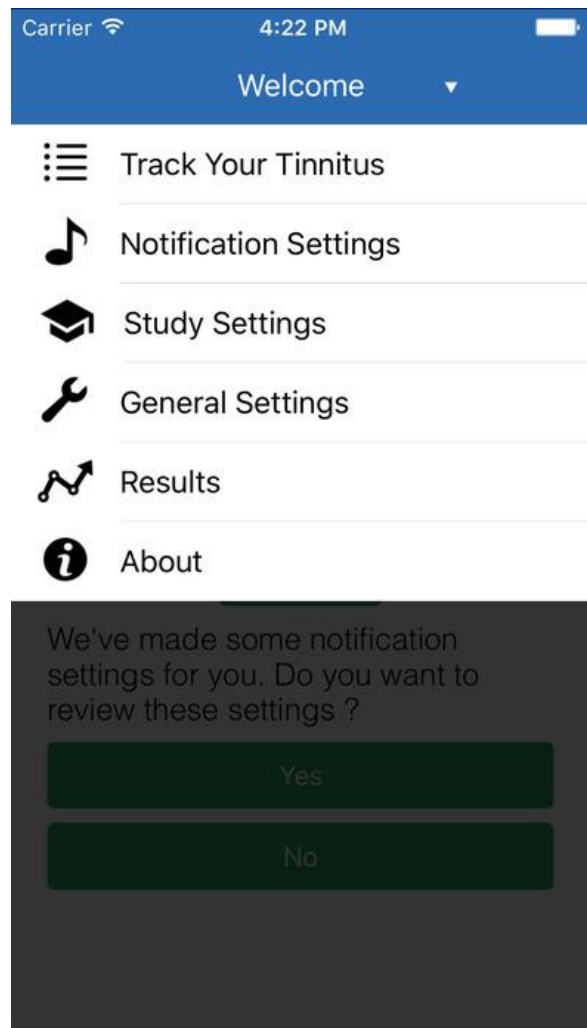 Carrier 4:22 PM
Welcome
Track Your Tinnitus
Notification Settings
Study Settings
General Settings
Results
About
We've made some notification
settings for you. Do you want to
review these settings ?
Yes
No